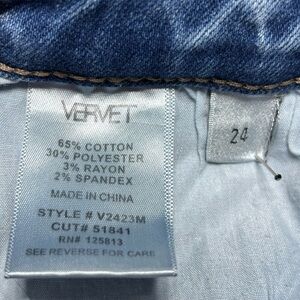 VERVET
65% COTTON
30% POLYESTER
3% RAYON
2% SPANDEX
MADE IN CHINA
STYLE # V2423M
CUT# 51841
RN# 125813
SEE REVERSE FOR CARE
24